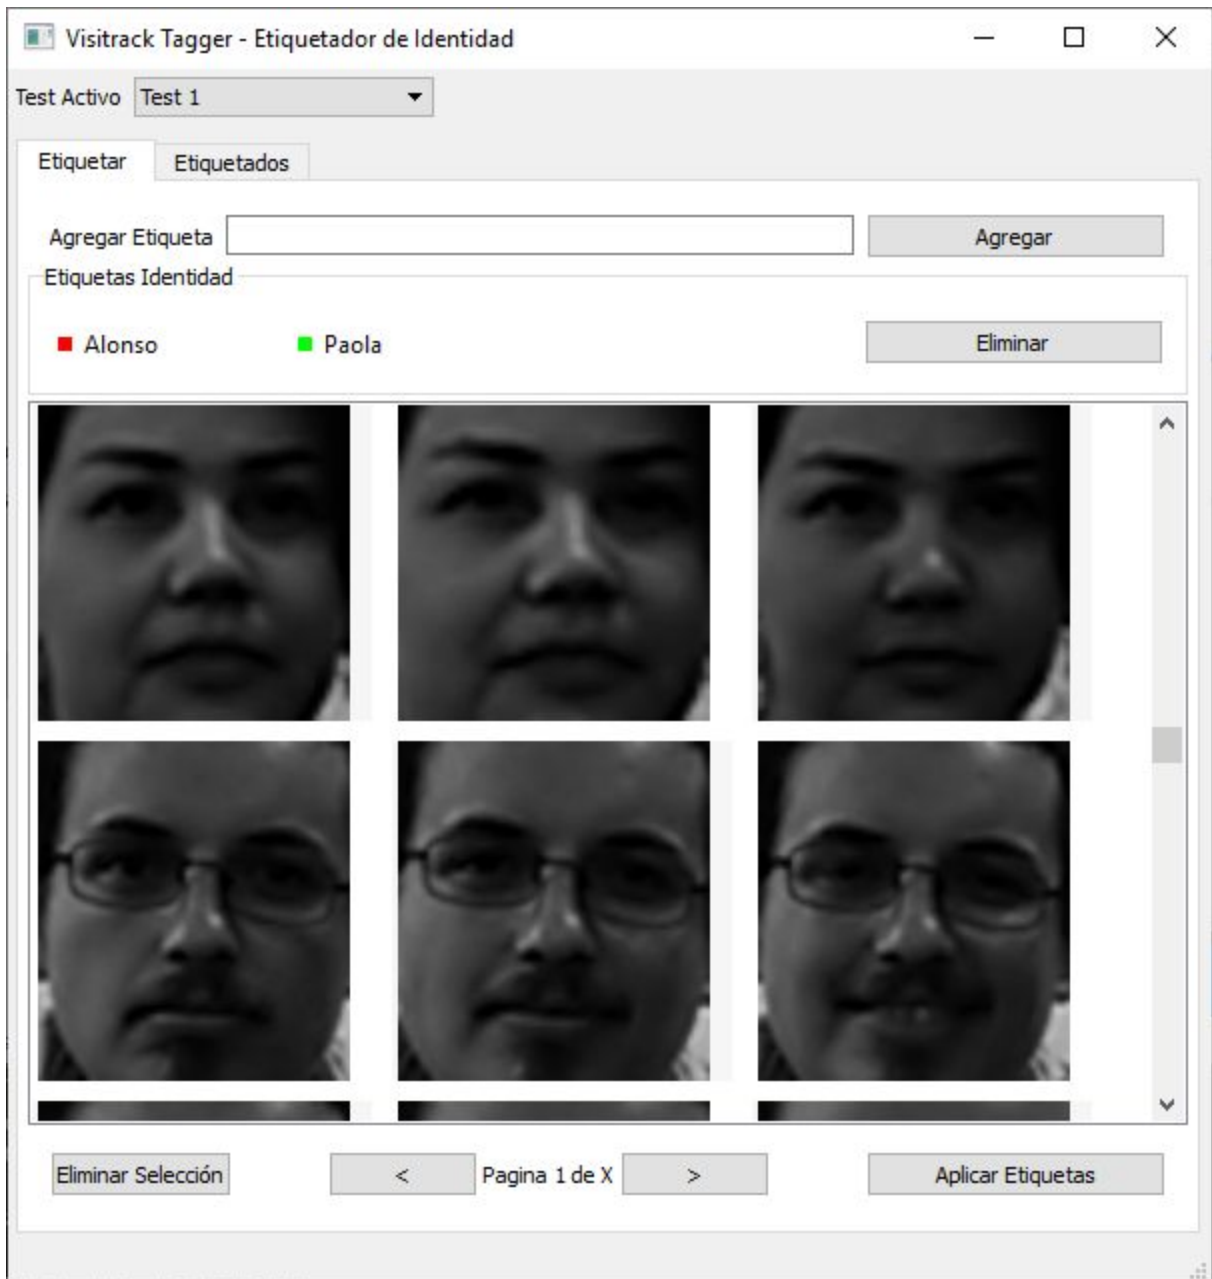 Visitrack Tagger - Etiquetador de Identidad
Test Activo Test 1
Etiquetar Etiquetados
Agregar Etiqueta Agregar
Etiquetas Identidad
Alonso Paola Eliminar
Eliminar Selección < Pagina 1 de X > Aplicar Etiquetas